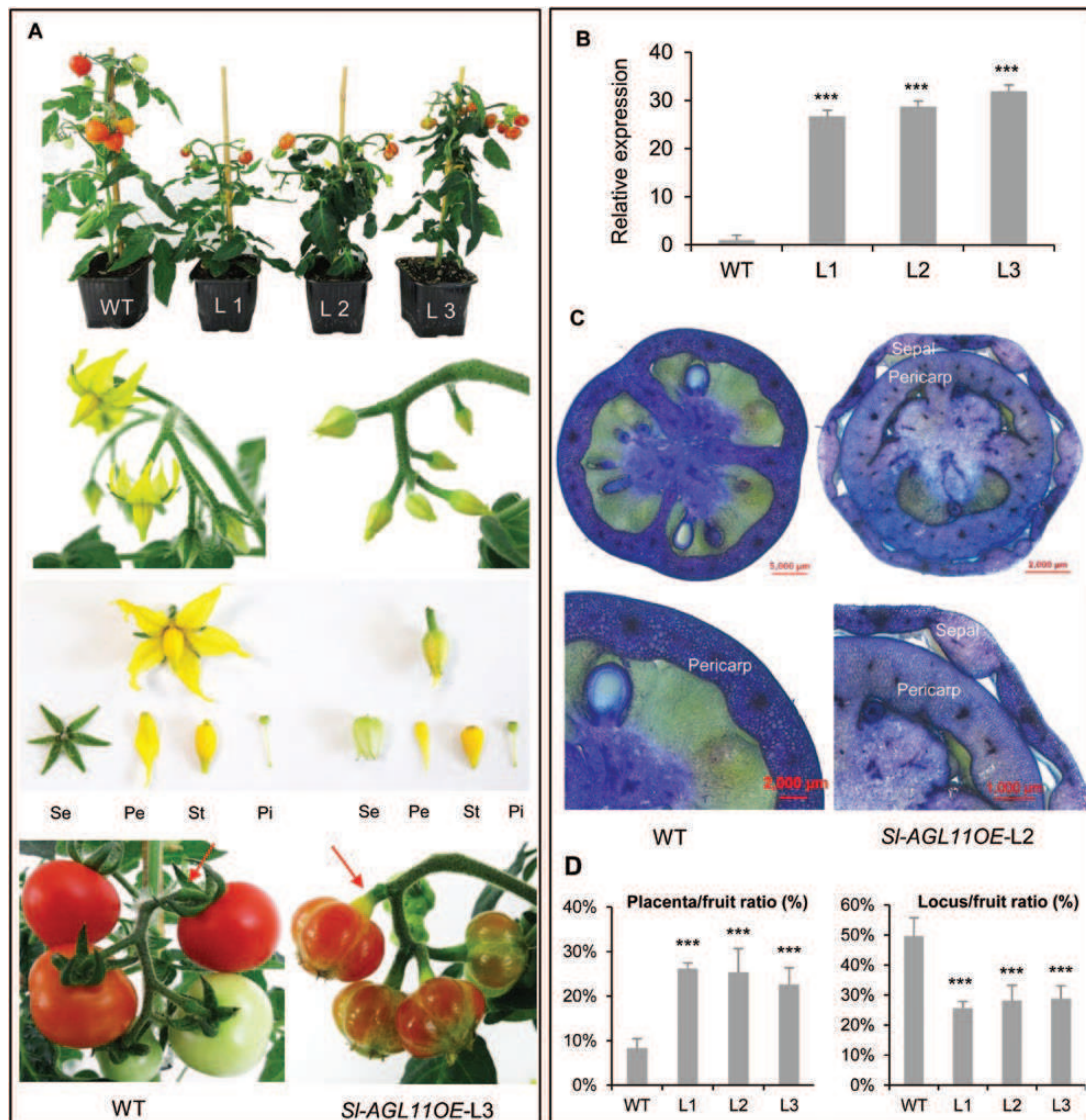 A
WT
L 1
L 2
L 3
Se
Pe
St
Pi
Se
Pe
St
Pi
WT
Sl-AGL11OE-L3
B
Relative expression
40
30
20
10
0
***
***
***
WT
L1
L2
L3
C
Sepal
Pericarp
2,000 µm
Pericarp
2,000 µm
Sepal
Pericarp
1,000 µm
WT
Sl-AGL11OE-L2
D
Placenta/fruit ratio (%)
40%
30%
20%
10%
0%
***
***
***
WT
L1
L2
L3
Locus/fruit ratio (%)
60%
50%
40%
30%
20%
10%
0%
***
***
***
WT
L1
L2
L3